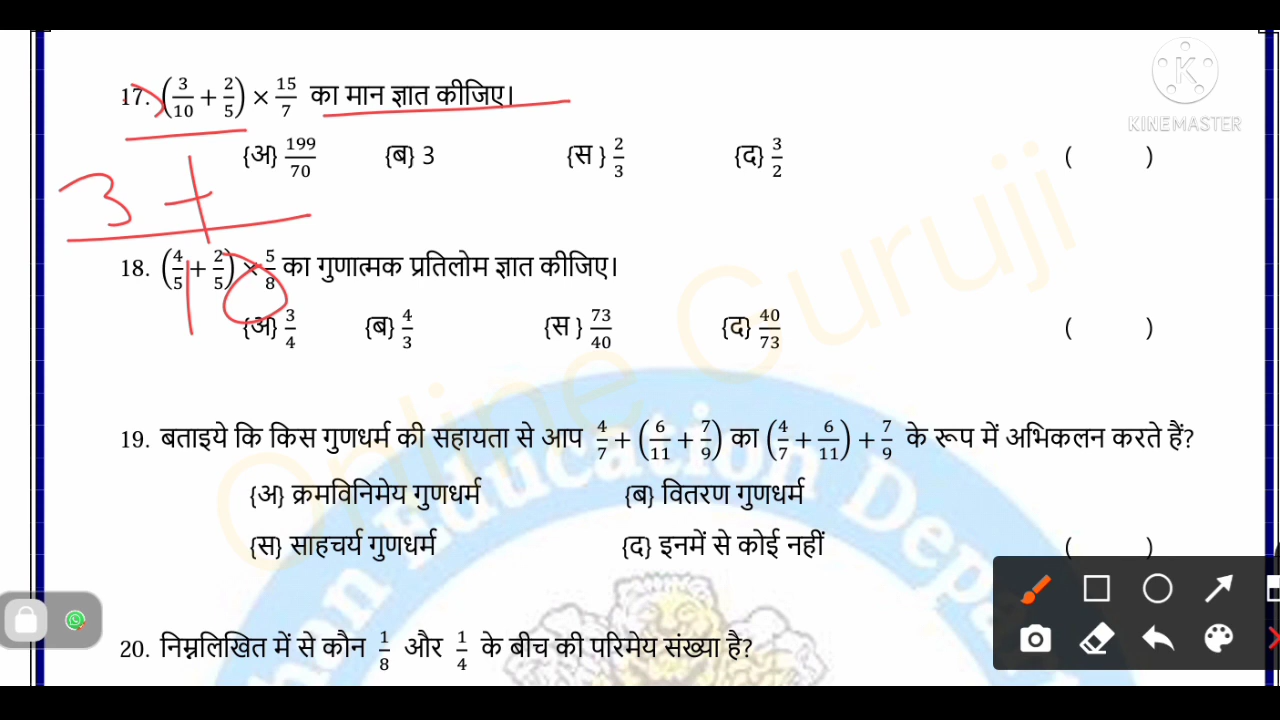 KINEMASTER
17. (3/10 + 2/5) × 15/7 का मान ज्ञात कीजिए।
{अ} 199/70 {ब} 3 {स } 2/3 {द} 3/2 ( )
3 +
10
18. (4/5 + 2/5) × 5/8 का गुणात्मक प्रतिलोम ज्ञात कीजिए।
{अ} 3/4 {ब} 4/3 {स } 73/40 {द} 40/73 ( )
19. बताइये कि किस गुणधर्म की सहायता से आप 4/7 + (6/11 + 7/9) का (4/7 + 6/11) + 7/9 के रूप में अभिकलन करते हैं?
{अ} क्रमविनिमेय गुणधर्म {ब} वितरण गुणधर्म
{स} साहचर्य गुणधर्म {द} इनमें से कोई नहीं ( )
20. निम्नलिखित में से कौन 1/8 और 1/4 के बीच की परिमेय संख्या है?
Online Guruji
Education Dep